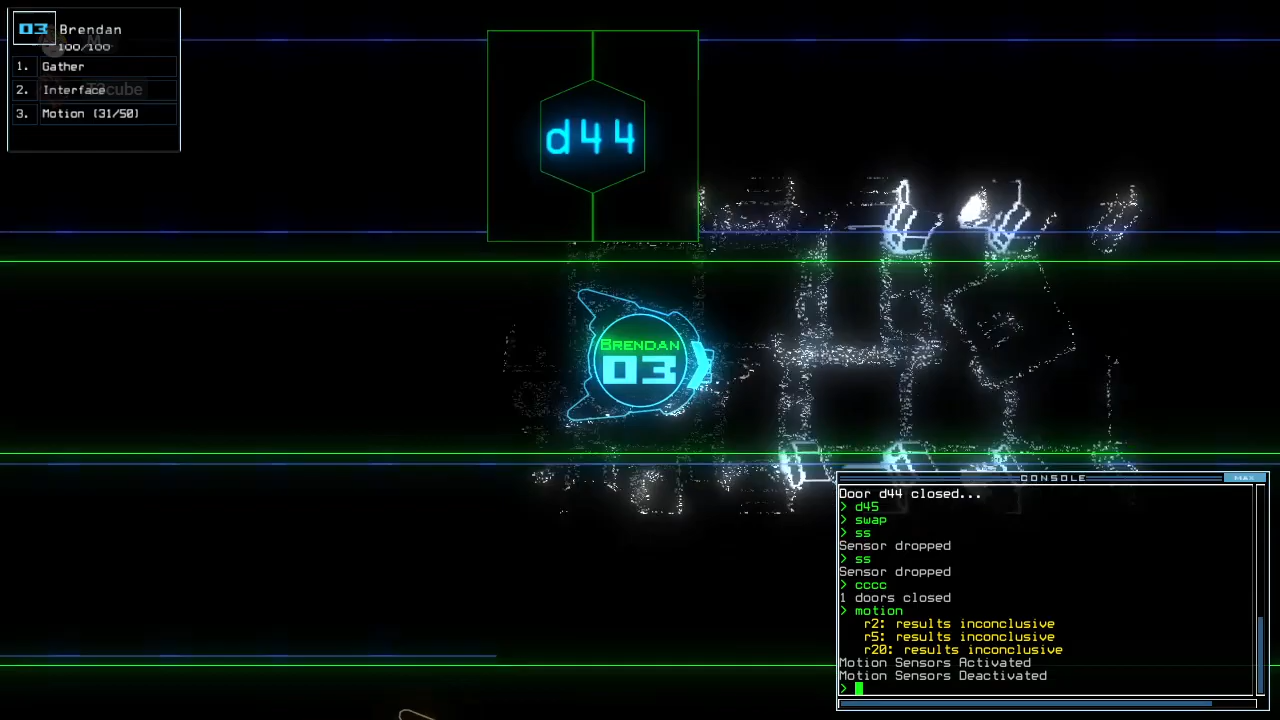 03 Brendan
100/100
1. Gather
2. Interface
3. Motion (31/50)
d44
BRENDAN
03
CONSOLE
MAX
Door d44 closed...
> d45
> swap
> ss
Sensor dropped
> ss
Sensor dropped
> cccc
1 doors closed
> motion
r2: results inconclusive
r5: results inconclusive
r20: results inconclusive
Motion Sensors Activated
Motion Sensors Deactivated
>